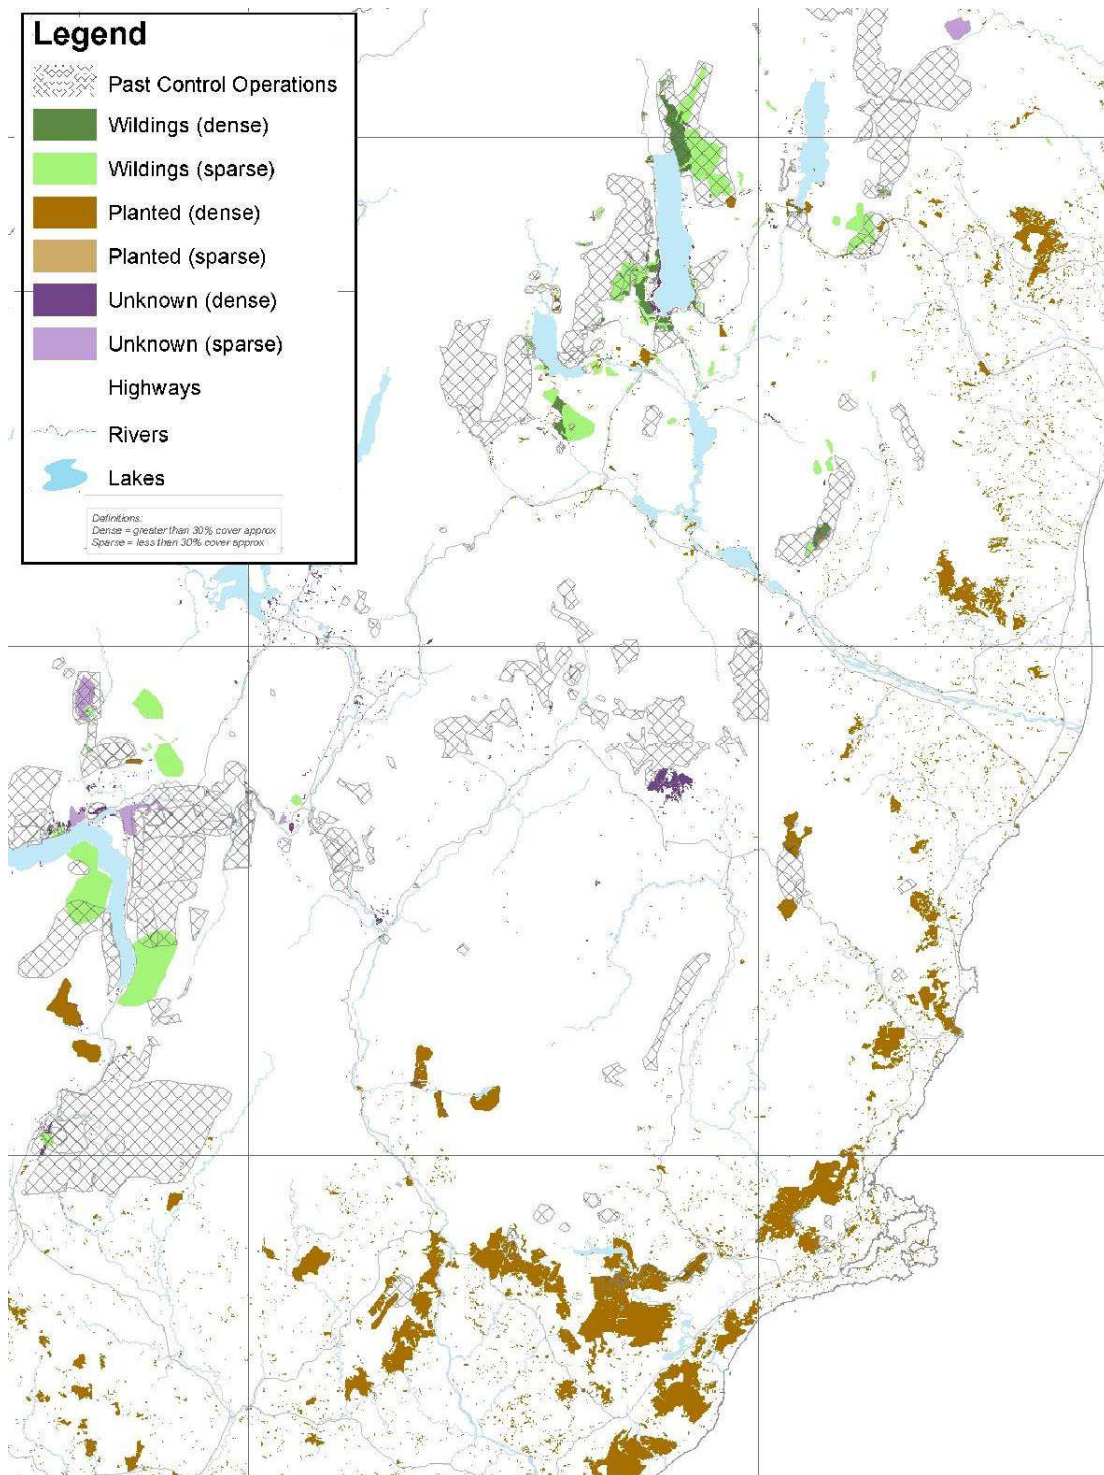 Legend
Past Control Operations
Wildings (dense)
Wildings (sparse)
Planted (dense)
Planted (sparse)
Unknown (dense)
Unknown (sparse)
Highways
Rivers
Lakes
Definitions:
Dense = greater than 30% cover approx
Sparse = less than 30% cover approx